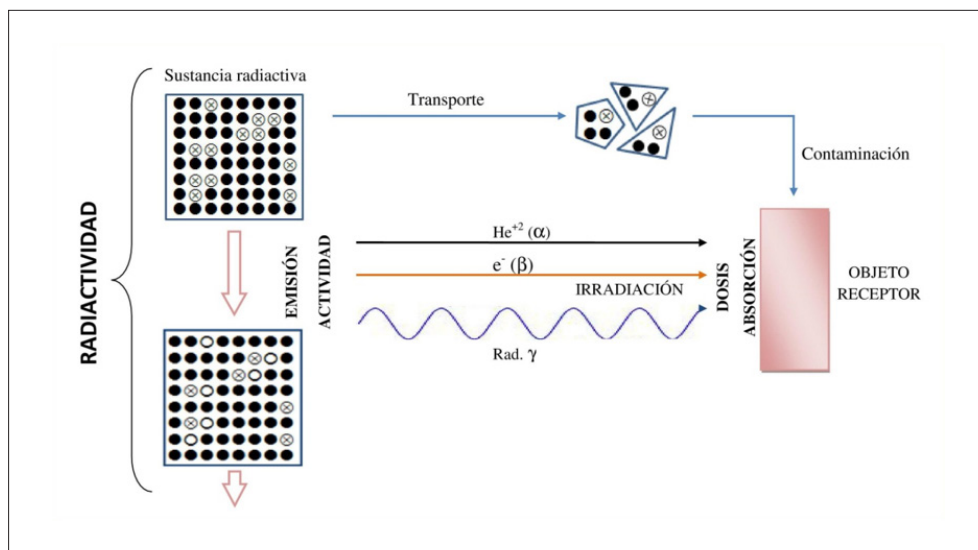 RADIACTIVIDAD
Sustancia radiactiva
Transporte
Contaminación
EMISIÓN
ACTIVIDAD
He+2 (α)
e- (β)
IRRADIACIÓN
Rad. γ
DOSIS
ABSORCIÓN
OBJETO
RECEPTOR